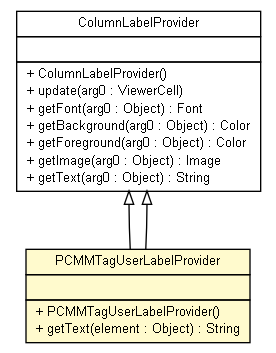 ColumnLabelProvider
+ ColumnLabelProvider()
+ update(arg0 : ViewerCell)
+ getFont(arg0 : Object) : Font
+ getBackground(arg0 : Object) : Color
+ getForeground(arg0 : Object) : Color
+ getImage(arg0 : Object) : Image
+ getText(arg0 : Object) : String
PCMMTagUserLabelProvider
+ PCMMTagUserLabelProvider()
+ getText(element : Object) : String